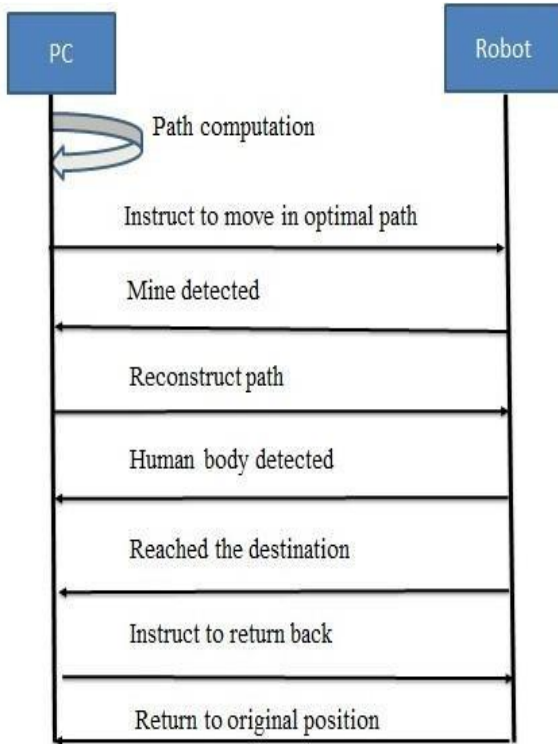 PC
Robot
Path computation
Instruct to move in optimal path
Mine detected
Reconstruct path
Human body detected
Reached the destination
Instruct to return back
Return to original position